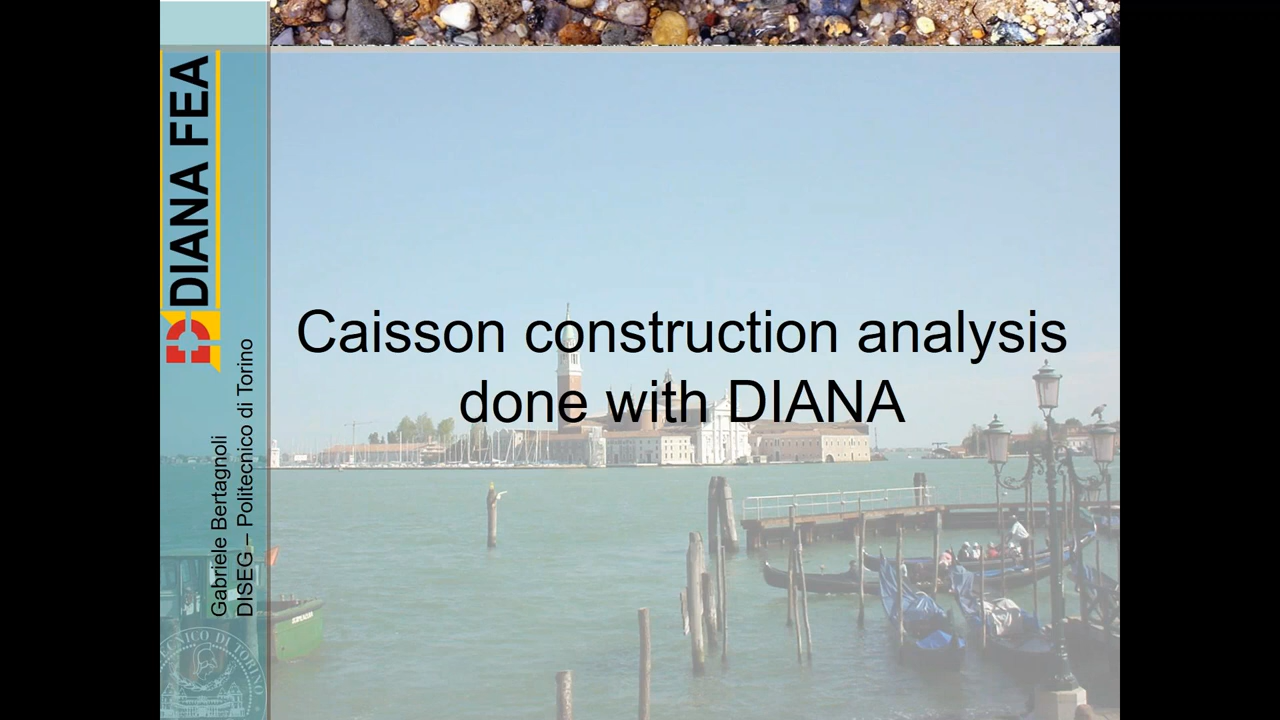 DIANA FEA
Gabriele Bertagnoli
DISEG – Politecnico di Torino
Caisson construction analysis
done with DIANA